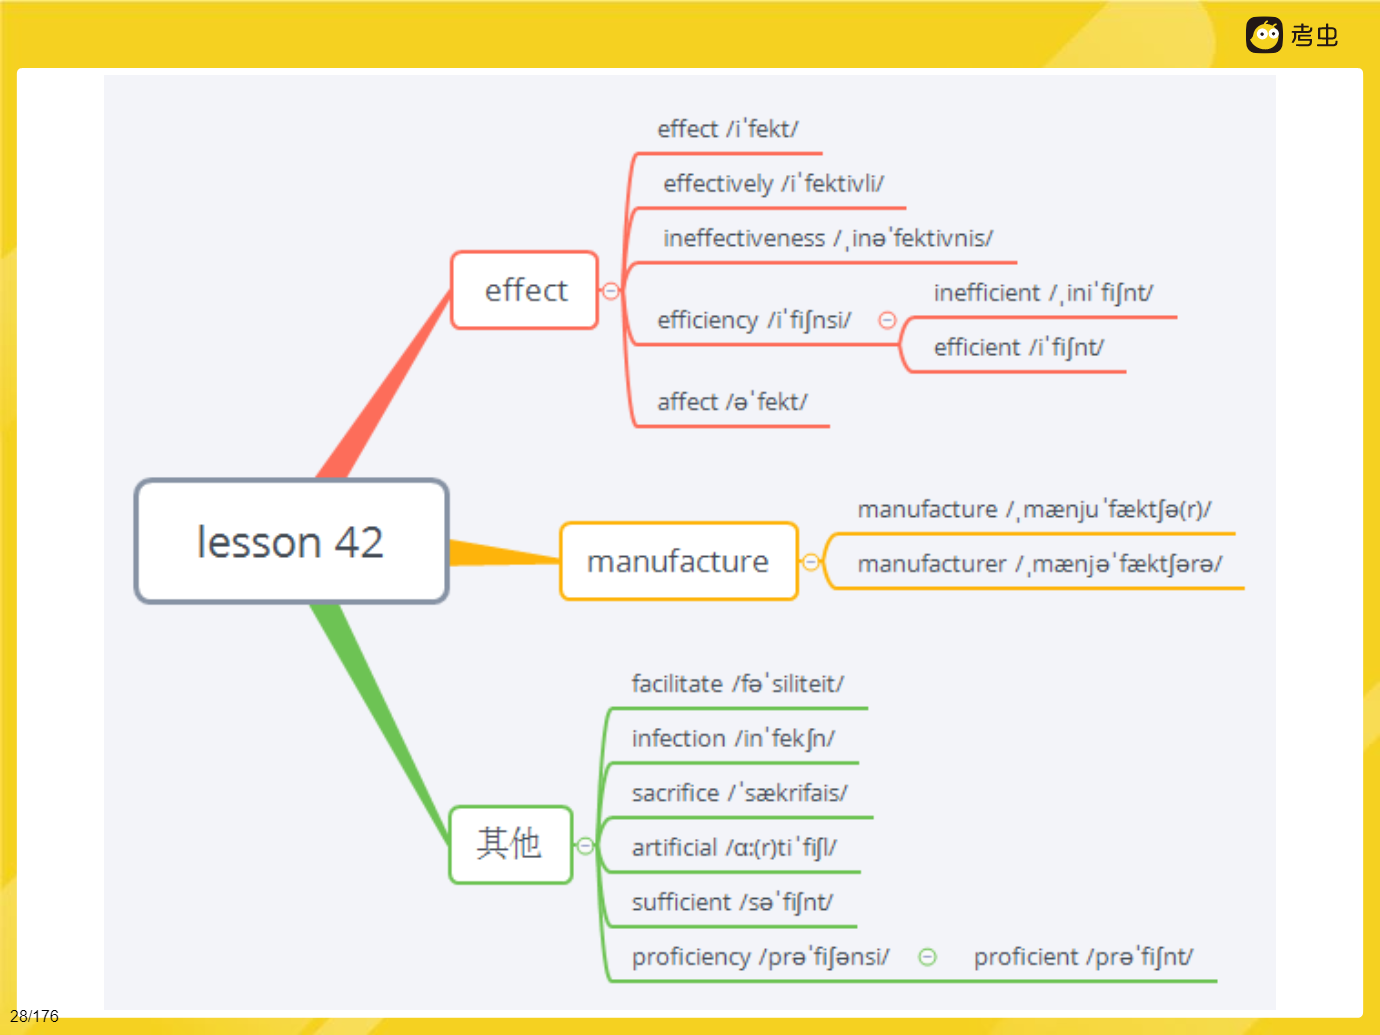 考虫
effect /iˈfekt/
effectively /iˈfektivli/
ineffectiveness /ˌinəˈfektivnis/
effect
inefficient /ˌiniˈfiʃnt/
efficiency /iˈfiʃnsi/
efficient /iˈfiʃnt/
affect /əˈfekt/
lesson 42
manufacture /ˌmænjuˈfæktʃə(r)/
manufacture
manufacturer /ˌmænjəˈfæktʃərə/
facilitate /fəˈsiliteit/
infection /inˈfekʃn/
sacrifice /ˈsækrifais/
其他
artificial /ɑː(r)tiˈfiʃl/
sufficient /səˈfiʃnt/
proficiency /prəˈfiʃənsi/ proficient /prəˈfiʃnt/
28/176